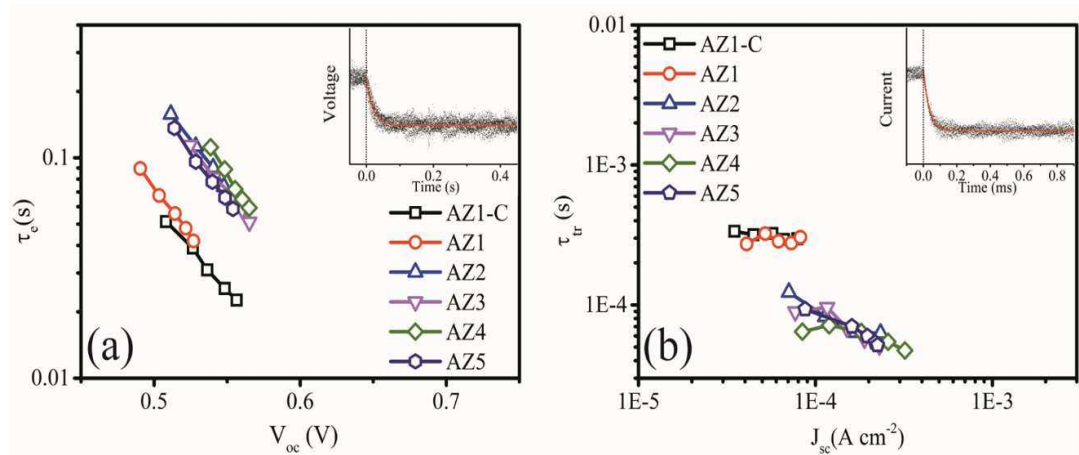 0.1
0.01
τe(s)
0.5
0.6
0.7
Voc (V)
(a)
Voltage
0.0
0.2
0.4
Time (s)
AZ1-C
AZ1
AZ2
AZ3
AZ4
AZ5
0.01
1E-3
1E-4
τtr (s)
1E-5
1E-4
1E-3
Jsc(A cm-2)
(b)
AZ1-C
AZ1
AZ2
AZ3
AZ4
AZ5
Current
0.0
0.2
0.4
0.6
0.8
Time (ms)